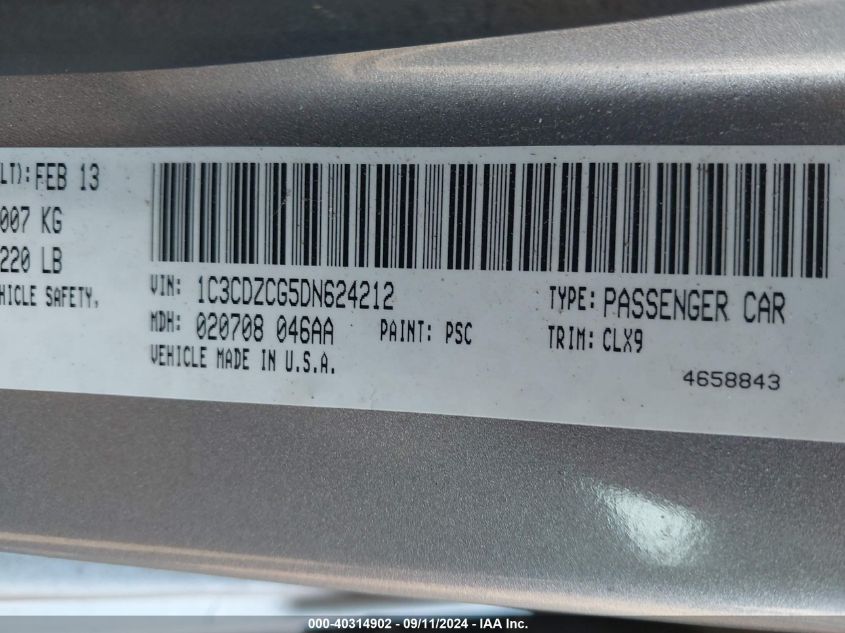 LT): FEB 13
007 KG
220 LB
HICLE SAFETY,
VIN: 1C3CDZCG5DN624212
TYPE: PASSENGER CAR
MDH: 020708 046AA
PAINT: PSC
TRIM: CLX9
VEHICLE MADE IN U.S.A.
4658843
000-40314902 - 09/11/2024 - IAA Inc.